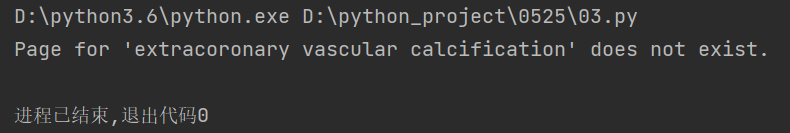 D:\python3.6\python.exe D:\python_project\0525\03.py
Page for 'extracoronary vascular calcification' does not exist.
进程已结束,退出代码0